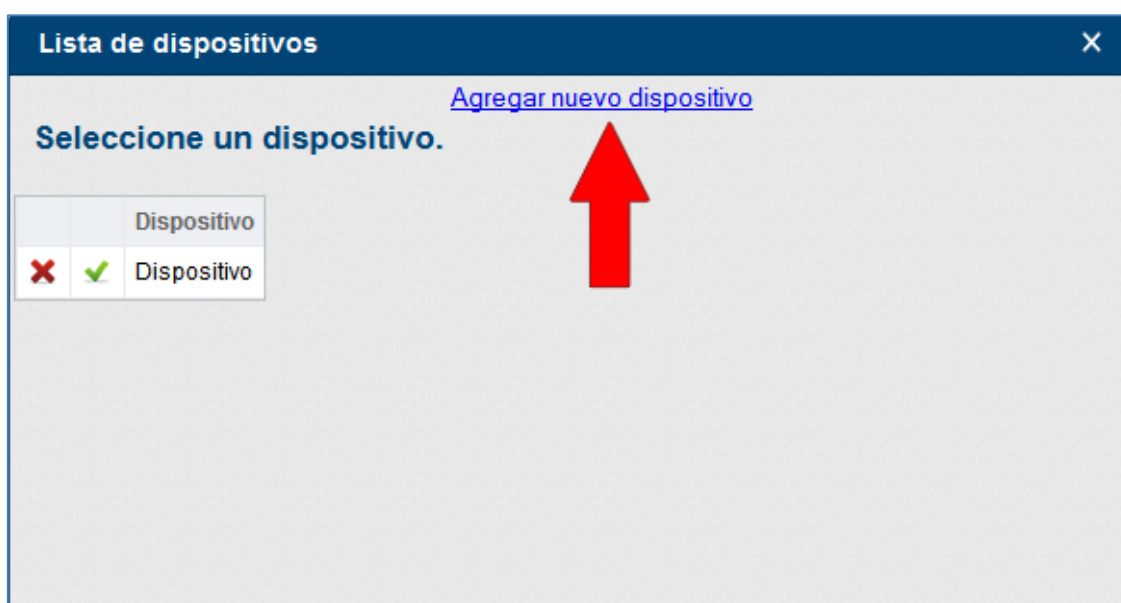 Lista de dispositivos
Agregar nuevo dispositivo
Seleccione un dispositivo.
Dispositivo
Dispositivo